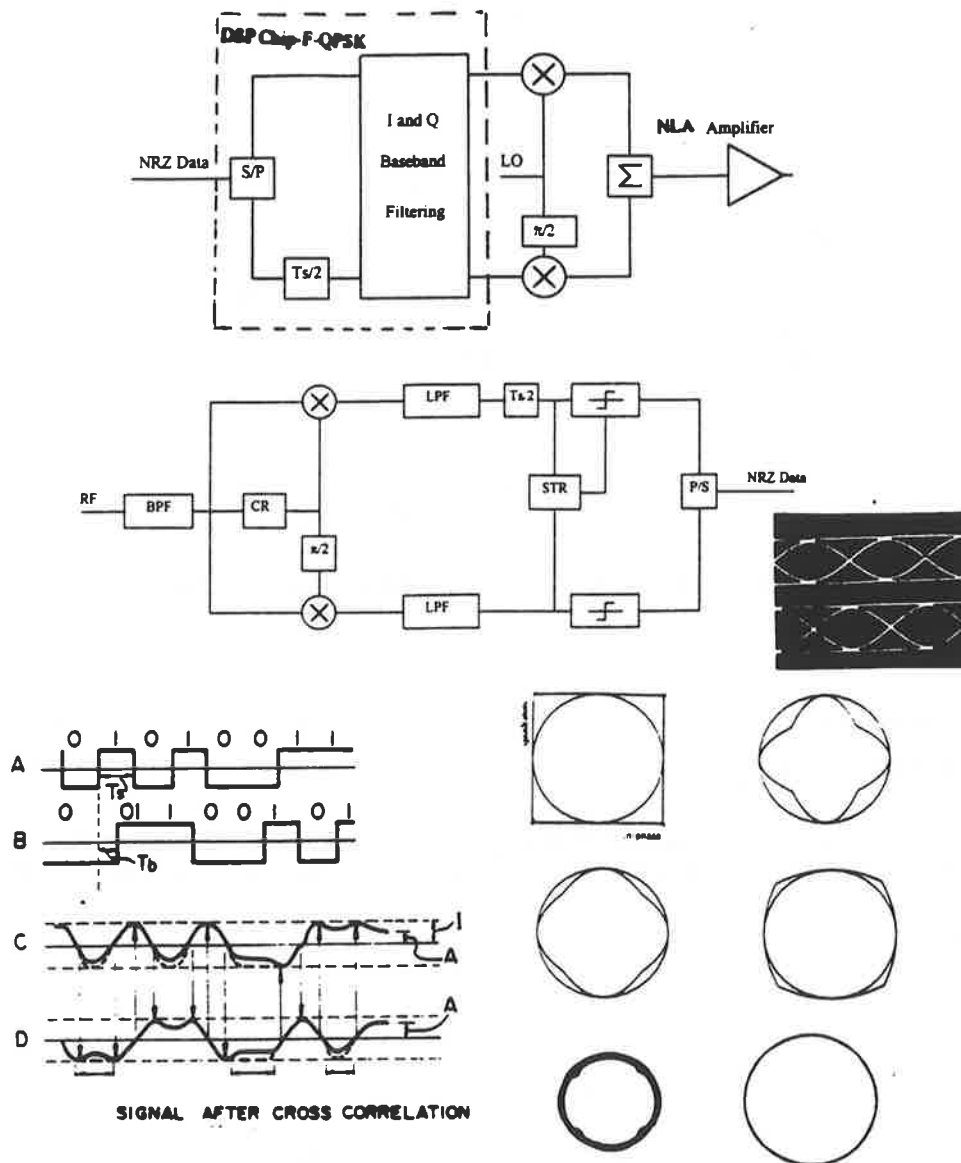 DSP Chip-F-QPSK
NRZ Data
S/P
Ts/2
I and Q
Baseband
Filtering
LO
π/2
Σ
NLA Amplifier
RF
BPF
CR
π/2
LPF
LPF
Ts/2
STR
P/S
NRZ Data
0 1 0 1 0 0 1 1
A
Ts
0 0 1 0 0 1 0 1
B
Tb
C
1
A
D
A
SIGNAL AFTER CROSS CORRELATION